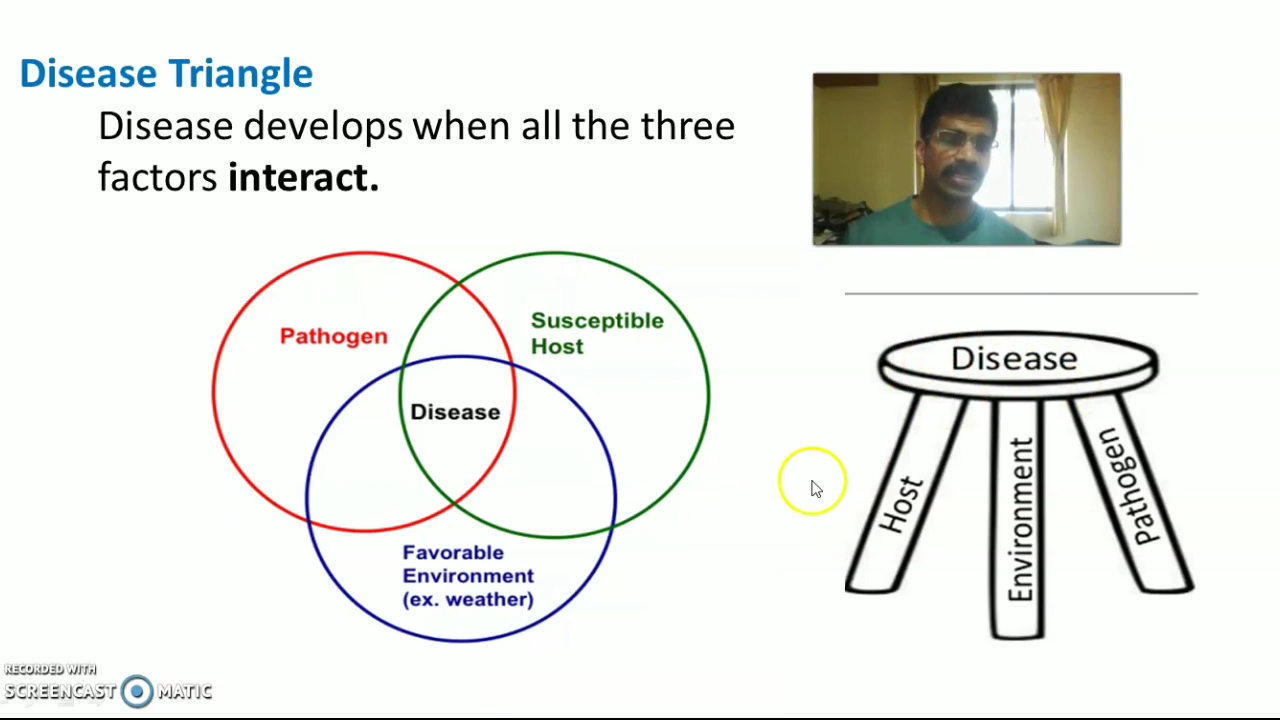 Disease Triangle
Disease develops when all the three
factors interact.
Pathogen
Susceptible
Host
Disease
Favorable
Environment
(ex. weather)
Disease
Host
Environment
Pathogen
RECORDED WITH
SCREENCAST MATIC